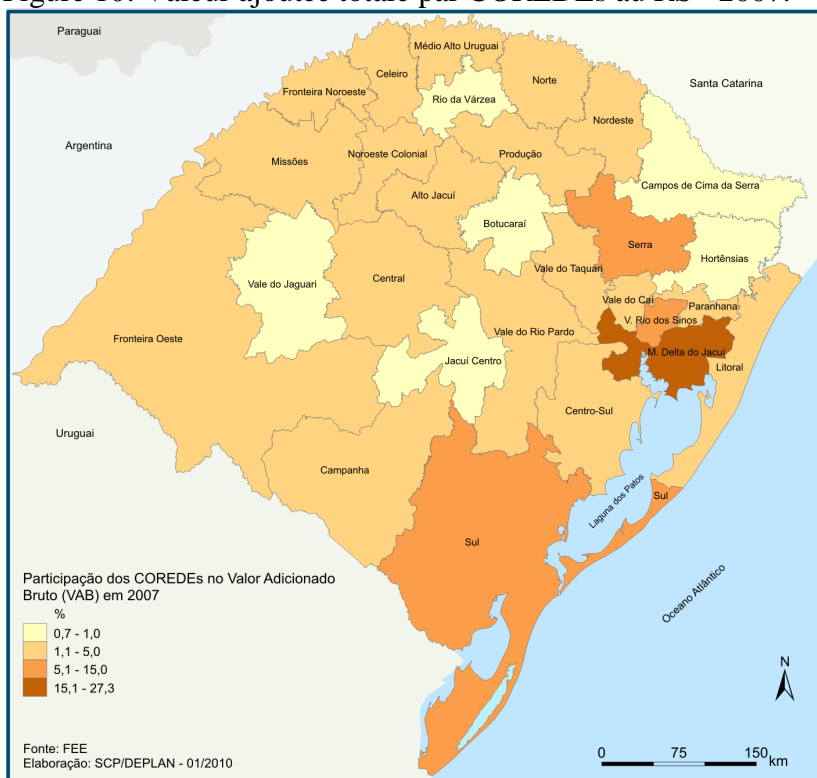 Figure 10: Valeur ajoutée totale par COREDEs au RS - 2007.
Paraguai
Médio Alto Uruguai
Celeiro
Norte
Santa Catarina
Fronteira Noroeste
Rio da Várzea
Nordeste
Argentina
Missões
Noroeste Colonial
Produção
Campos de Cima da Serra
Alto Jacuí
Botucaraí
Serra
Hortênsias
Vale do Taquari
Vale do Jaguari
Central
Vale do Caí
Paranhana
V. Rio dos Sinos
Fronteira Oeste
Vale do Rio Pardo
M. Delta do Jacuí
Jacuí Centro
Litoral
Centro-Sul
Uruguai
Campanha
Laguna dos Patos
Sul
Sul
Oceano Atlântico
Participação dos COREDEs no Valor Adicionado
Bruto (VAB) em 2007
%
0,7 - 1,0
1,1 - 5,0
5,1 - 15,0
15,1 - 27,3
N
Fonte: FEE
Elaboração: SCP/DEPLAN - 01/2010
0 75 150 km